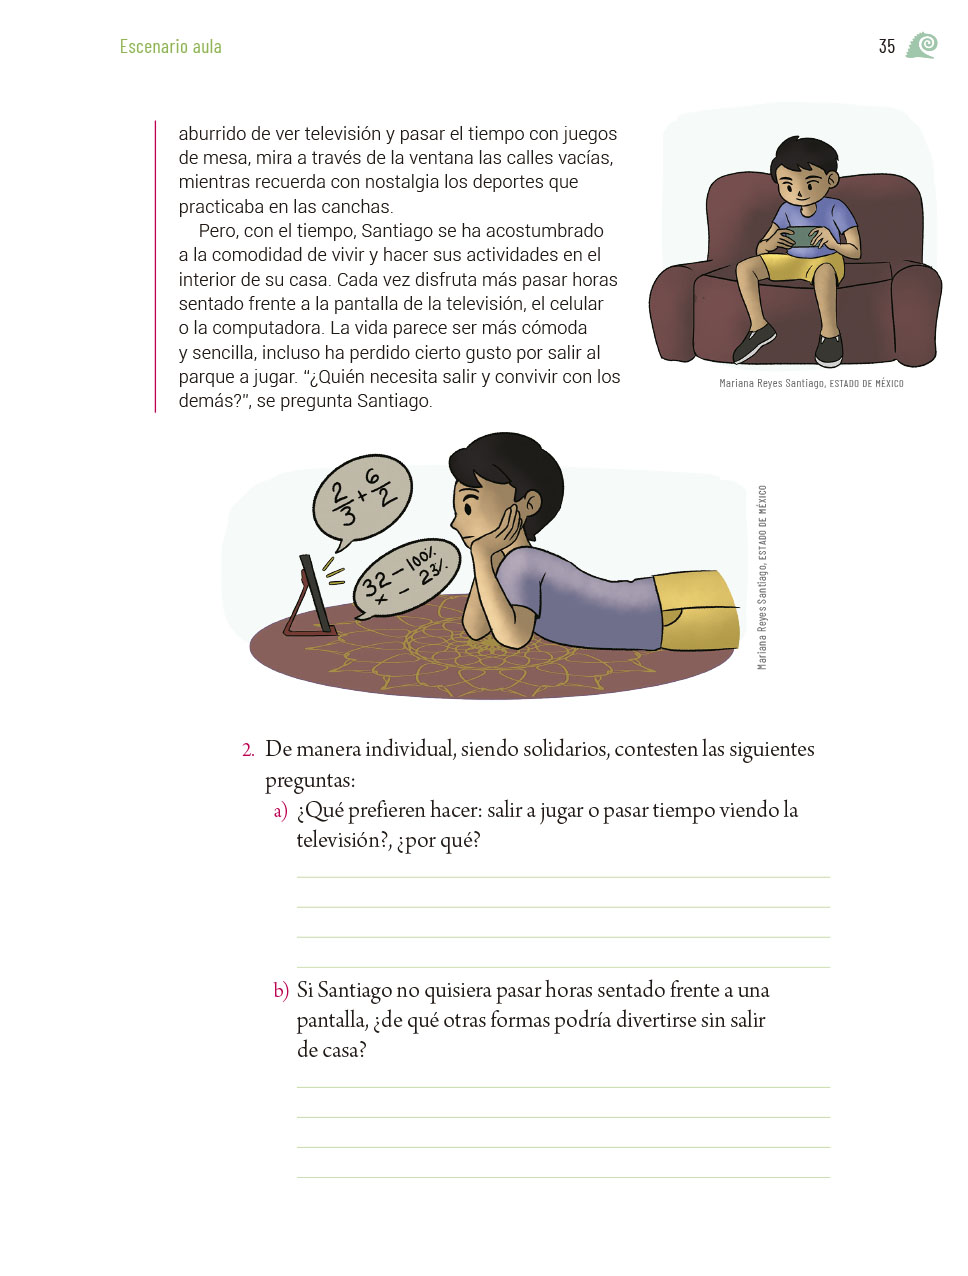 Escenario aula
35
aburrido de ver televisión y pasar el tiempo con juegos
de mesa, mira a través de la ventana las calles vacías,
mientras recuerda con nostalgia los deportes que
practicaba en las canchas.
Pero, con el tiempo, Santiago se ha acostumbrado
a la comodidad de vivir y hacer sus actividades en el
interior de su casa. Cada vez disfruta más pasar horas
sentado frente a la pantalla de la televisión, el celular
o la computadora. La vida parece ser más cómoda
y sencilla, incluso ha perdido cierto gusto por salir al
parque a jugar. “¿Quién necesita salir y convivir con los
demás?”, se pregunta Santiago.
Mariana Reyes Santiago, ESTADO DE MÉXICO
2/3 + 6/2
32 – 100%
x – 23%
Mariana Reyes Santiago, ESTADO DE MÉXICO
2. De manera individual, siendo solidarios, contesten las siguientes
preguntas:
a) ¿Qué prefieren hacer: salir a jugar o pasar tiempo viendo la
televisión?, ¿por qué?
b) Si Santiago no quisiera pasar horas sentado frente a una
pantalla, ¿de qué otras formas podría divertirse sin salir
de casa?